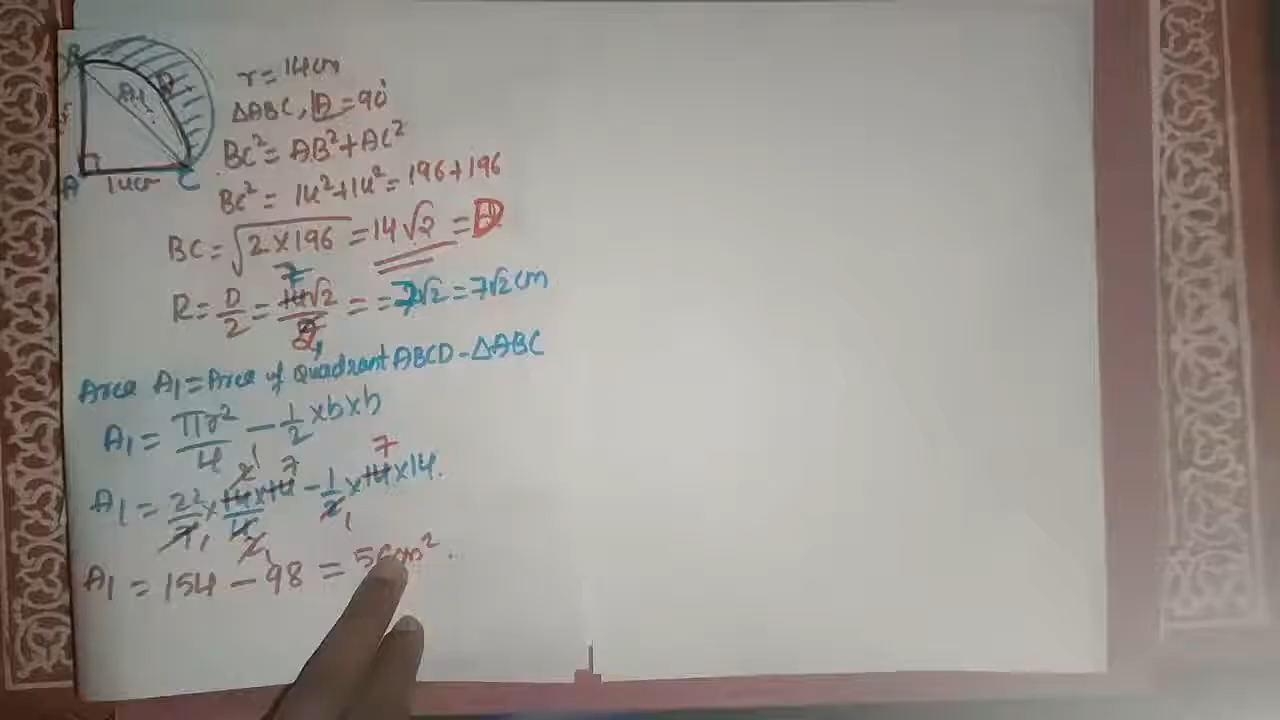 B
A1
D
A
14cm
C
r = 14cm
ΔABC, ∠A = 90°
BC² = AB² + AC²
BC² = 14² + 14² = 196 + 196
BC = √2×196 = 14√2 = D
R = D/2 = 14√2/2 = = 7√2 = 7√2 cm
Area A1 = Area of Quadrant ABCD - ΔABC
A1 = πr²/4 - 1/2 × b × h
A1 = 22/7 × 14×14/4 - 1/2 × 14 × 14.
A1 = 154 - 98 =